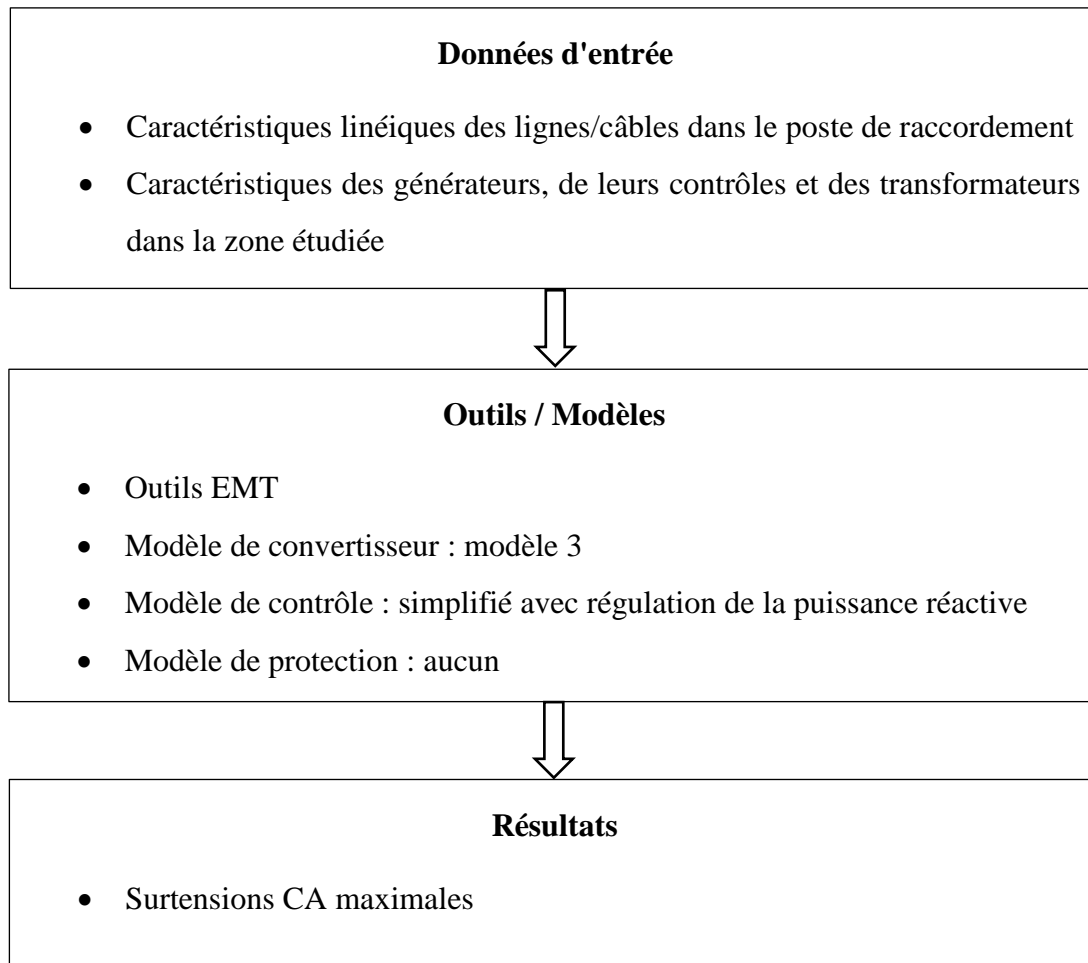 Données d'entrée
• Caractéristiques linéiques des lignes/câbles dans le poste de raccordement
• Caractéristiques des générateurs, de leurs contrôles et des transformateurs
dans la zone étudiée
Outils / Modèles
• Outils EMT
• Modèle de convertisseur : modèle 3
• Modèle de contrôle : simplifié avec régulation de la puissance réactive
• Modèle de protection : aucun
Résultats
• Surtensions CA maximales